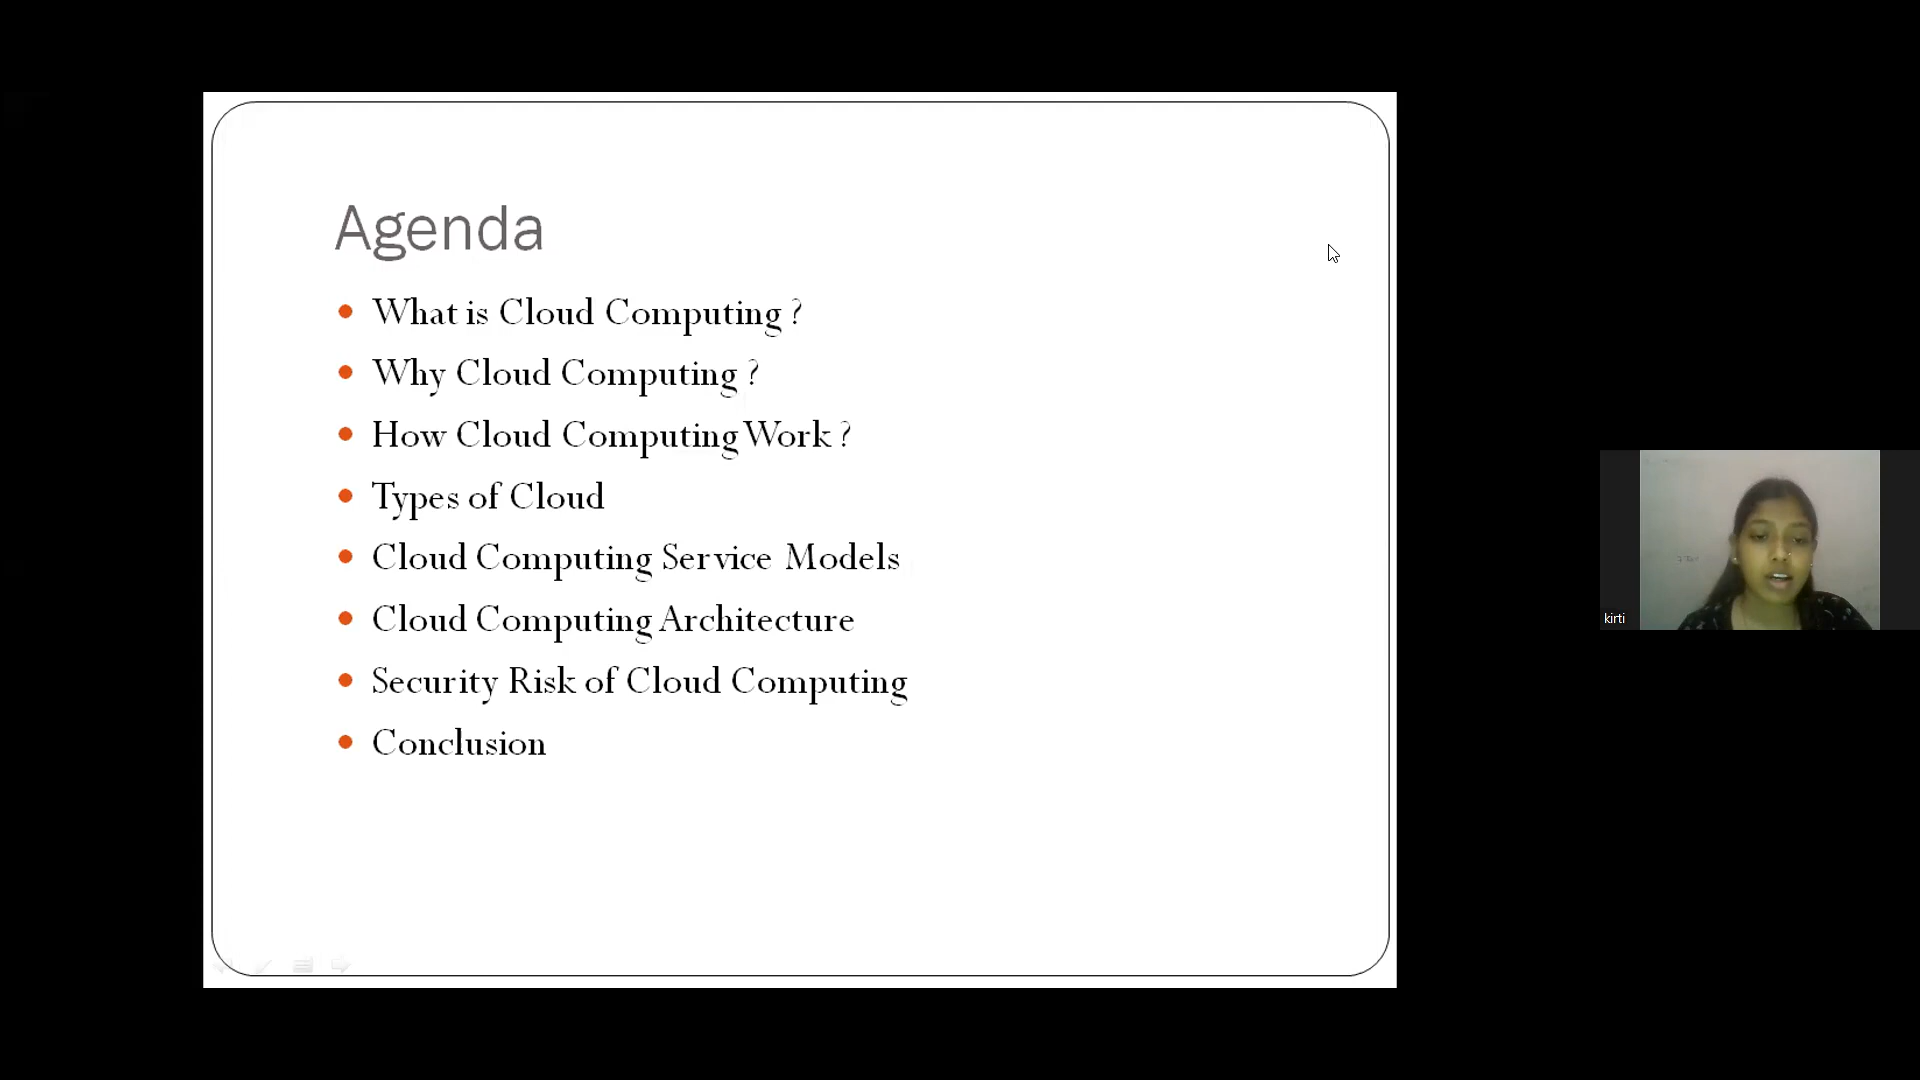 Agenda
What is Cloud Computing ?
Why Cloud Computing ?
How Cloud Computing Work ?
Types of Cloud
Cloud Computing Service Models
Cloud Computing Architecture
Security Risk of Cloud Computing
Conclusion
kirti